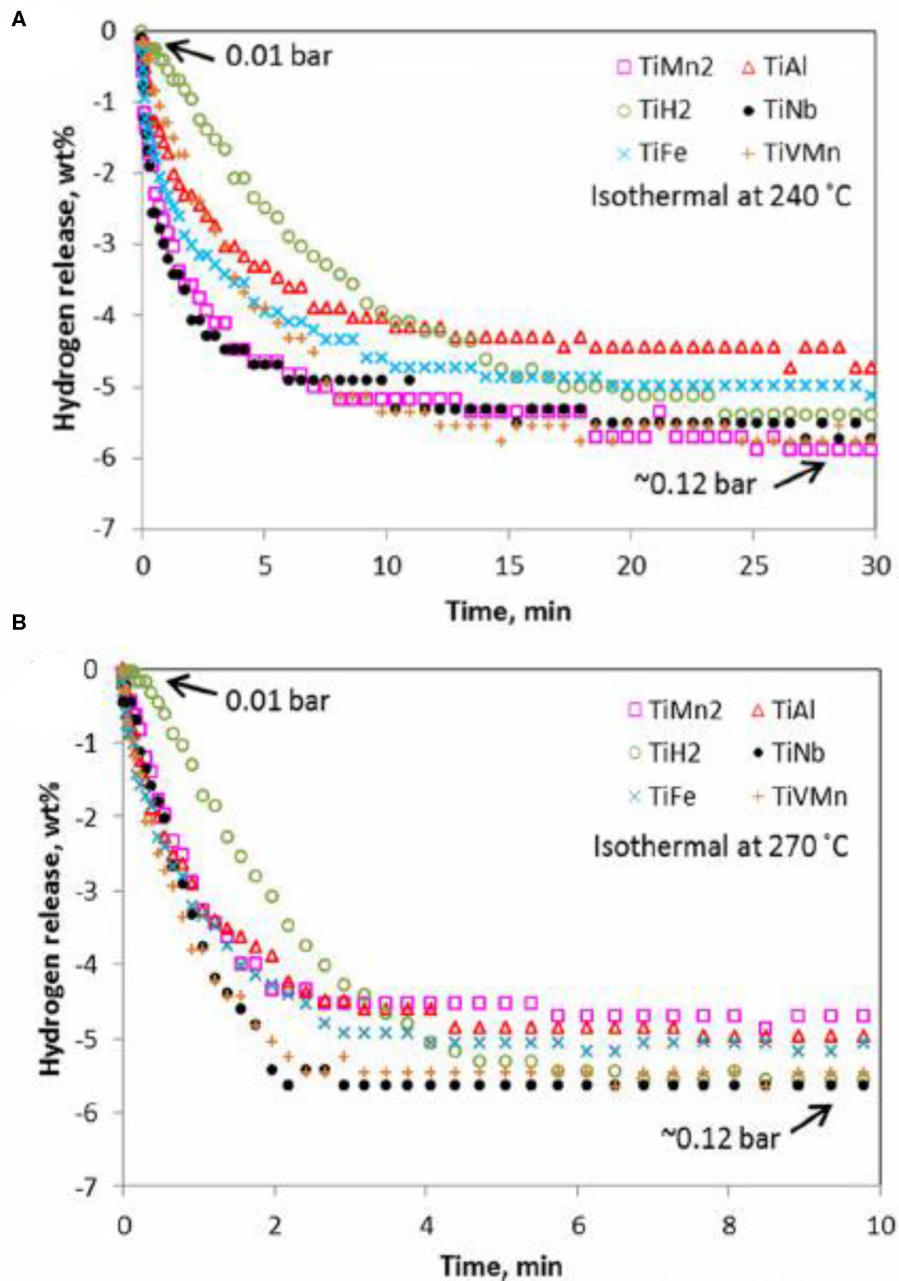 A
0
-1
-2
-3
-4
-5
-6
-7
Hydrogen release, wt%
0.01 bar
TiMn2 TiAl
TiH2 TiNb
TiFe TiVMn
Isothermal at 240 ˚C
~0.12 bar
0 5 10 15 20 25 30
Time, min
B
0
-1
-2
-3
-4
-5
-6
-7
Hydrogen release, wt%
0.01 bar
TiMn2 TiAl
TiH2 TiNb
TiFe TiVMn
Isothermal at 270 ˚C
~0.12 bar
0 2 4 6 8 10
Time, min